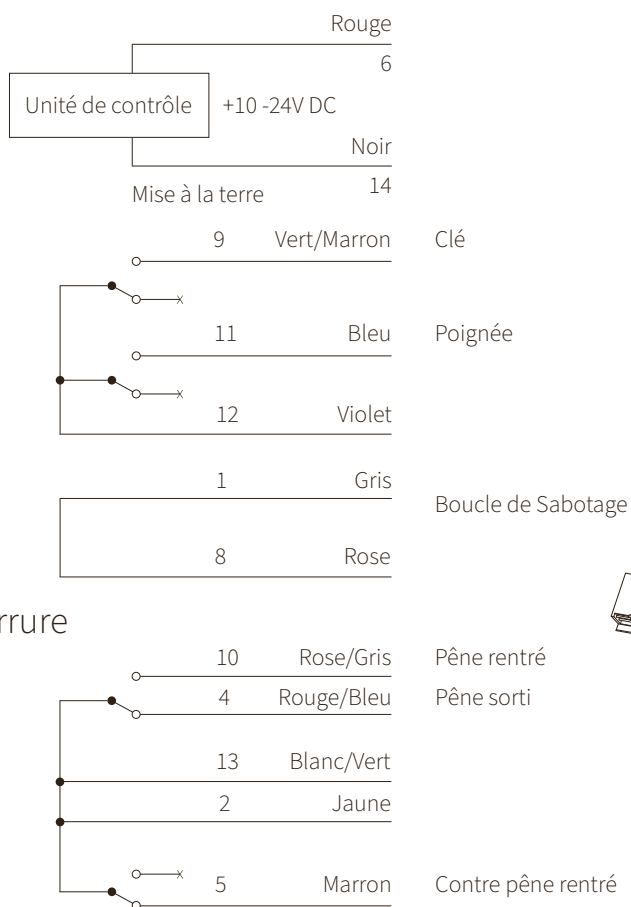 Rouge
6
Unité de contrôle +10 -24V DC
Noir
14
Mise à la terre
9 Vert/Marron Clé
11 Bleu Poignée
12 Violet
1 Gris
Boucle de Sabotage
8 Rose
rrure
10 Rose/Gris Pêne rentré
4 Rouge/Bleu Pêne sorti
13 Blanc/Vert
2 Jaune
5 Marron Contre pêne rentré